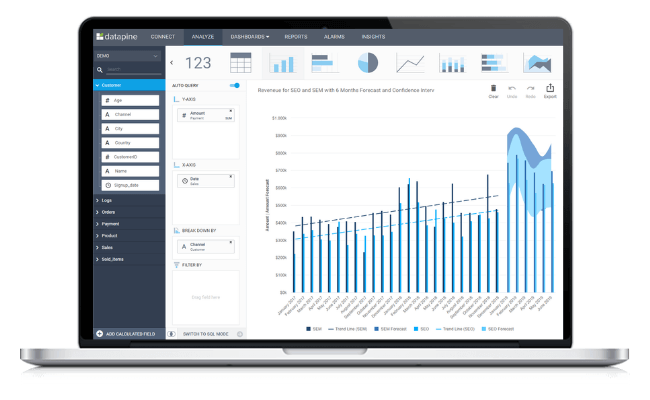 datapine CONNECT ANALYZE DASHBOARDS REPORTS ALARMS INSIGHTS
DEMO
123
Customer
# Age
A Channel
A City
A Country
# CustomerID
A Name
Signup_date
Logs
Orders
Payment
Product
Sales
Sold_items
ADD CALCULATED FIELD
AUTO QUERY
Y-AXIS
# Amount
Payment SUM
X-AXIS
Date
Sales
BREAK DOWN BY
A Channel
Customer
FILTER BY
Drag field here
SWITCH TO SQL MODE
Revenue for SEO and SEM with 6 Months Forecast and Confidence Interv
Clear Undo Redo Export
Amount | Amount Forecast
$1.000k
$900k
$800k
$700k
$600k
$500k
$400k
$300k
$200k
$100k
$0k
SEM Trend Line (SEM) SEM Forecast SEO Trend Line (SEO) SEO Forecast